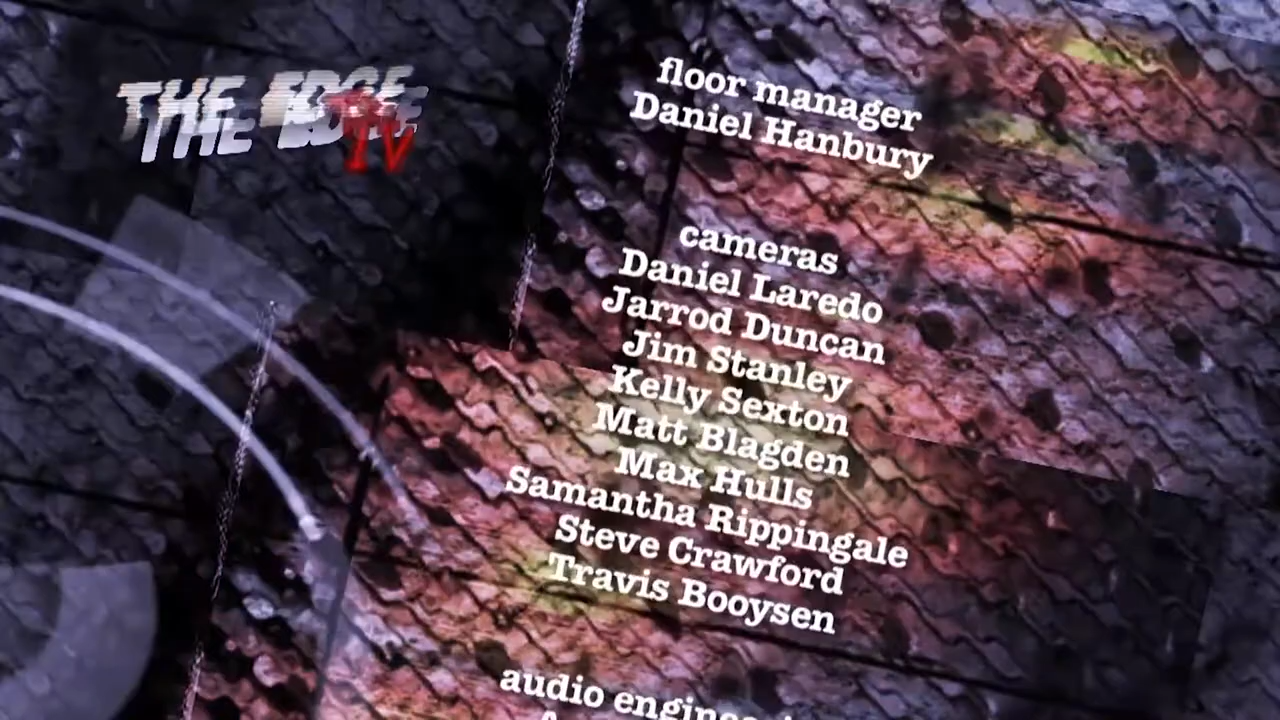 THE EDGE
TV
floor manager
Daniel Hanbury
cameras
Daniel Laredo
Jarrod Duncan
Jim Stanley
Kelly Sexton
Matt Blagden
Max Hulls
Samantha Rippingale
Steve Crawford
Travis Booysen
audio